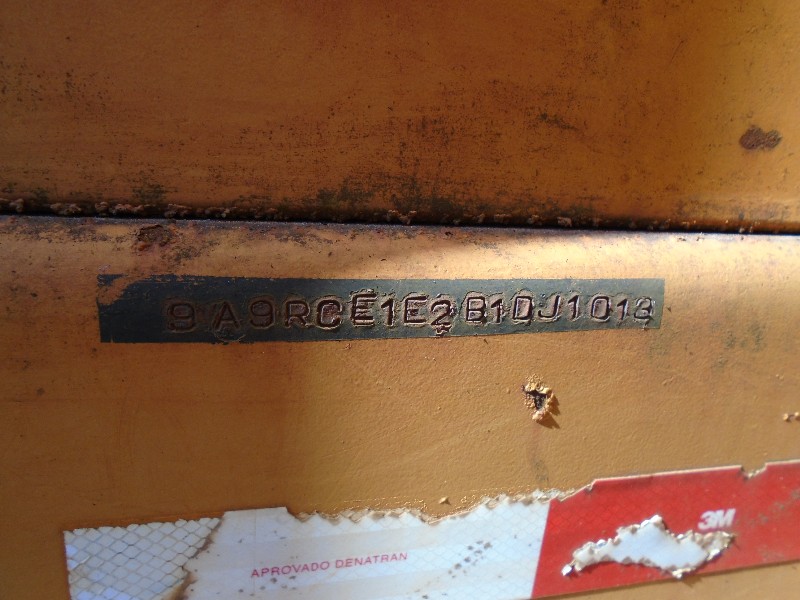 9A9RCE1E2B1DJ1013
3M
APROVADO DENATRAN